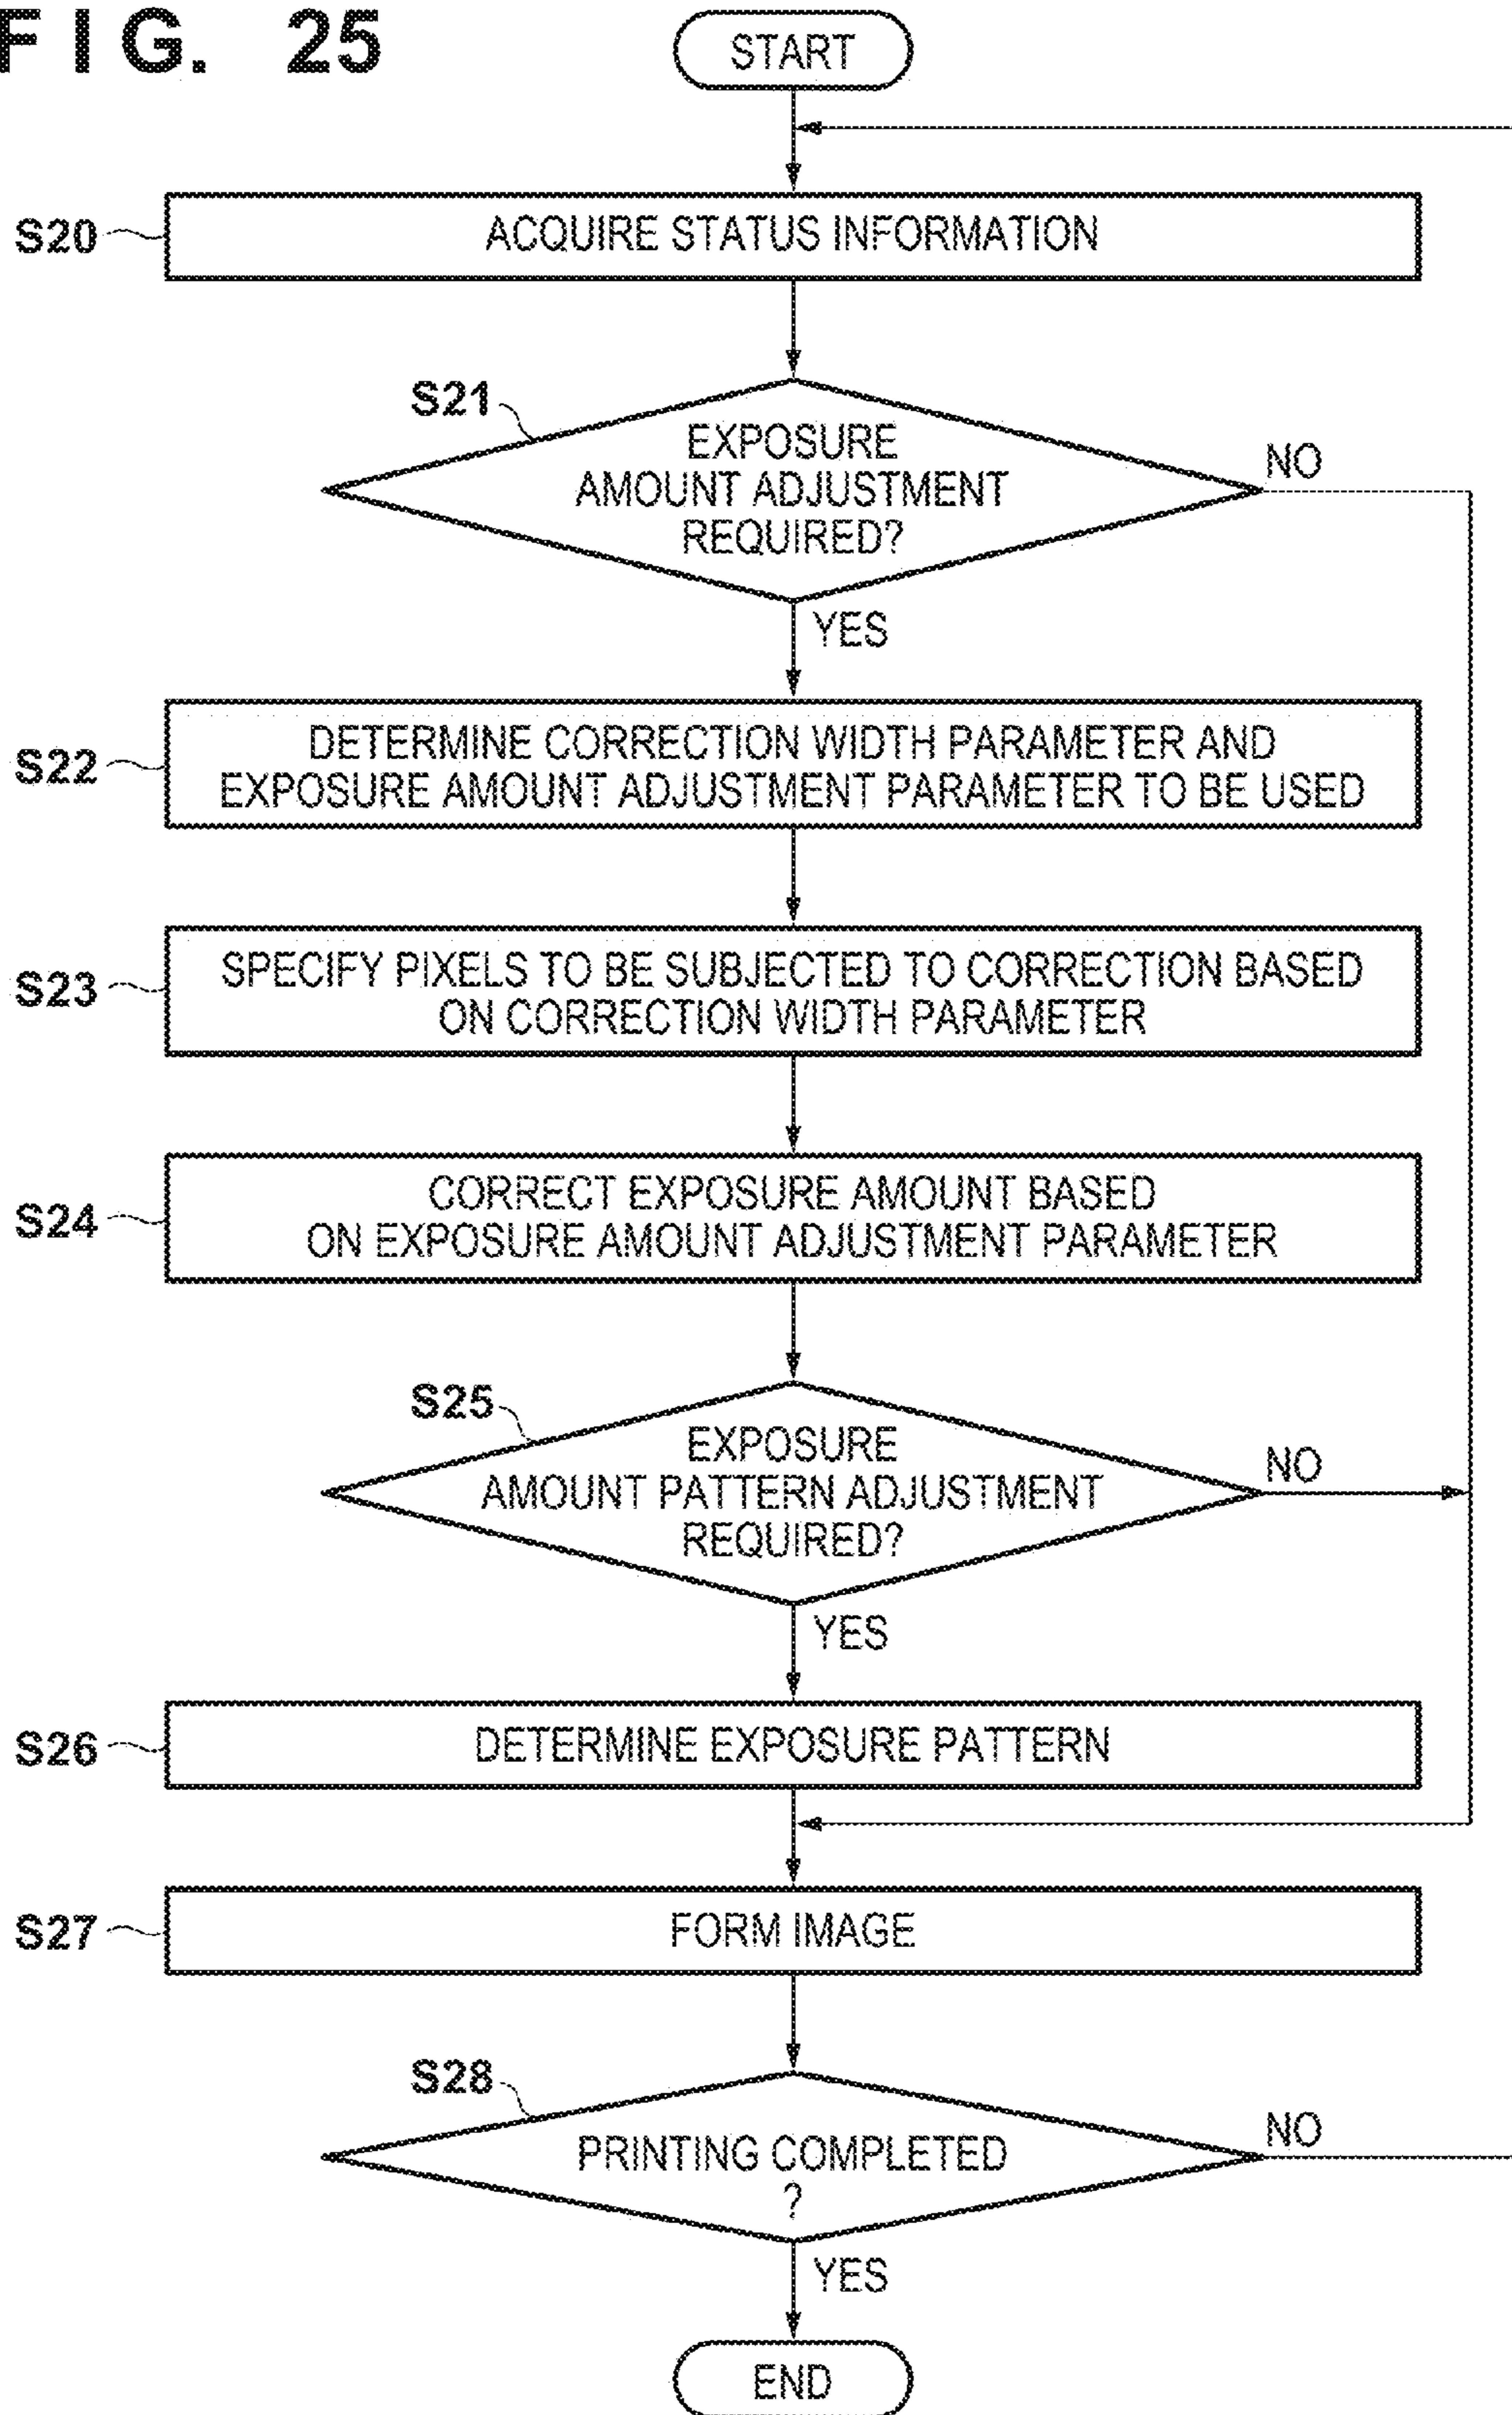 FIG. 25
START
S20
ACQUIRE STATUS INFORMATION
S21
EXPOSURE
AMOUNT ADJUSTMENT
REQUIRED?
NO
YES
S22
DETERMINE CORRECTION WIDTH PARAMETER AND
EXPOSURE AMOUNT ADJUSTMENT PARAMETER TO BE USED
S23
SPECIFY PIXELS TO BE SUBJECTED TO CORRECTION BASED
ON CORRECTION WIDTH PARAMETER
S24
CORRECT EXPOSURE AMOUNT BASED
ON EXPOSURE AMOUNT ADJUSTMENT PARAMETER
S25
EXPOSURE
AMOUNT PATTERN ADJUSTMENT
REQUIRED?
NO
YES
S26
DETERMINE EXPOSURE PATTERN
S27
FORM IMAGE
S28
PRINTING COMPLETED
?
NO
YES
END